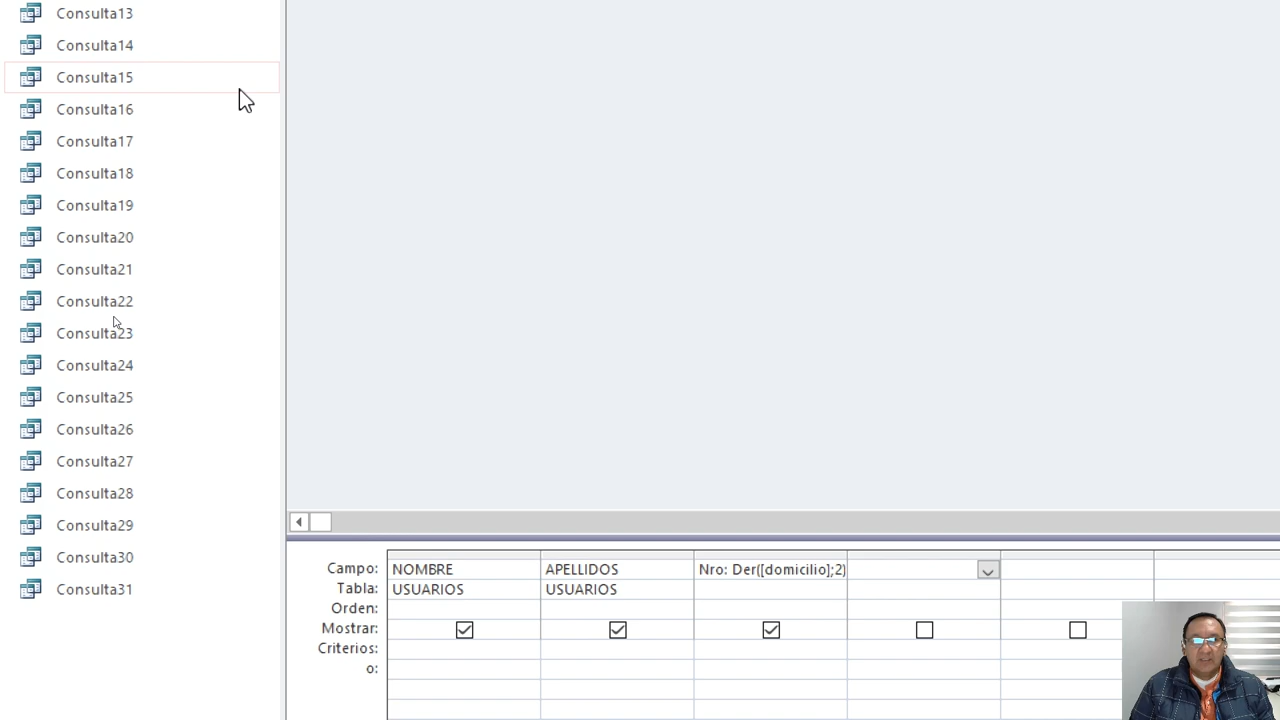 Consulta13
Consulta14
Consulta15
Consulta16
Consulta17
Consulta18
Consulta19
Consulta20
Consulta21
Consulta22
Consulta23
Consulta24
Consulta25
Consulta26
Consulta27
Consulta28
Consulta29
Consulta30
Consulta31
Campo: NOMBRE APELLIDOS Nro: Der([domicilio];2)
Tabla: USUARIOS USUARIOS
Orden:
Mostrar:
Criterios:
o: